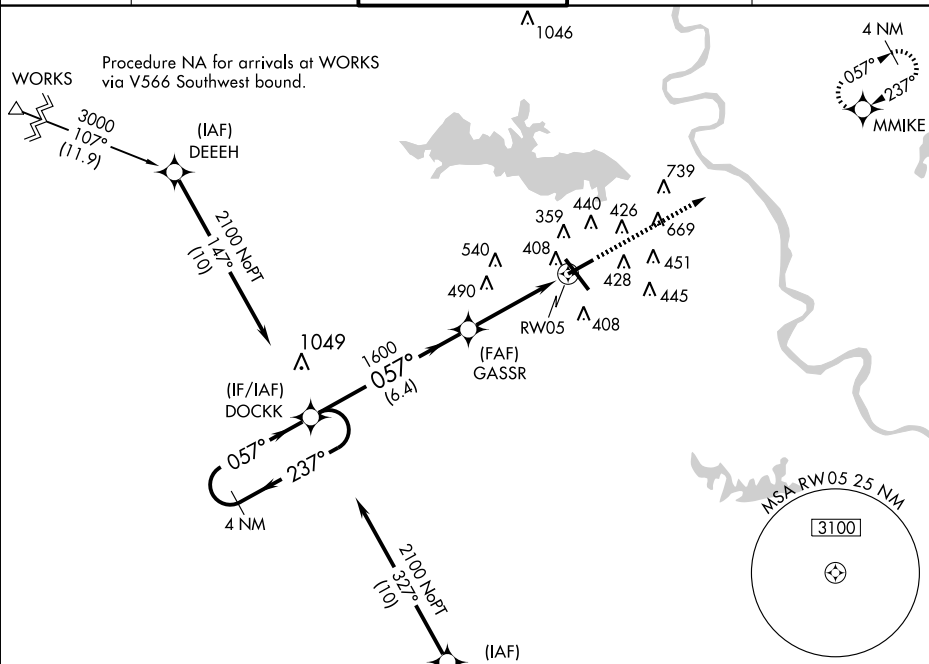 1046
Procedure NA for arrivals at WORKS
via V566 Southwest bound.
WORKS
3000
107°
(11.9)
(IAF)
DEEEH
4 NM
057°
237°
MMIKE
2100 NoPT
147°
(10)
739
359
440
426
669
540
408
428
451
490
445
RW05
408
1049
1600
057°
(6.4)
(FAF)
GASSR
(IF/IAF)
DOCKK
057°
237°
4 NM
MSA RW05 25 NM
3100
2100 NoPT
327°
(10)
(IAF)